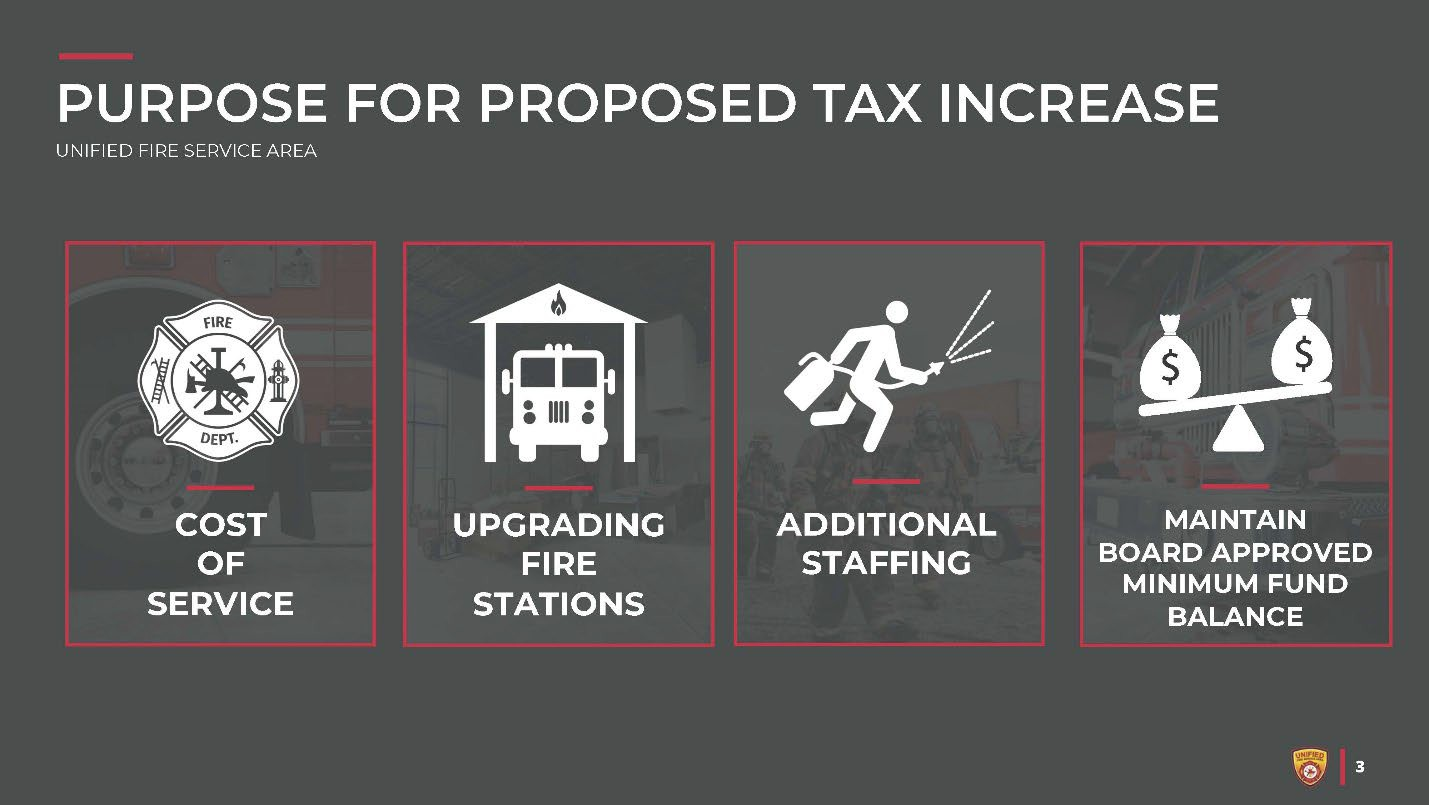 PURPOSE FOR PROPOSED TAX INCREASE
UNIFIED FIRE SERVICE AREA
FIRE
DEPT.
COST
OF
SERVICE
UPGRADING
FIRE
STATIONS
ADDITIONAL
STAFFING
$
$
MAINTAIN
BOARD APPROVED
MINIMUM FUND
BALANCE
UNIFIED
3